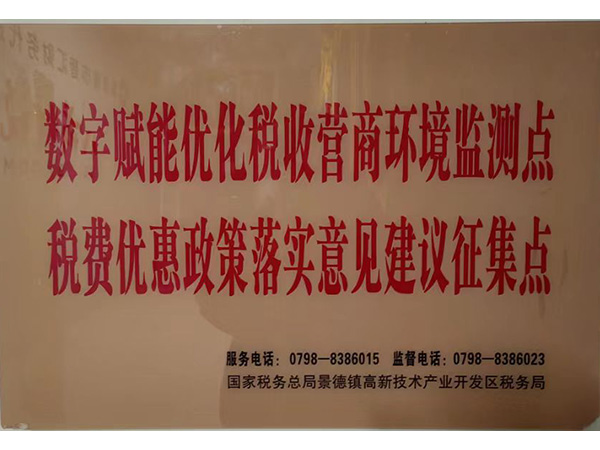 数字赋能优化税收营商环境监测点
税费优惠政策落实意见建议征集点
服务电话：0798—8386015 监督电话：0798—8386023
国家税务总局景德镇高新技术产业开发区税务局